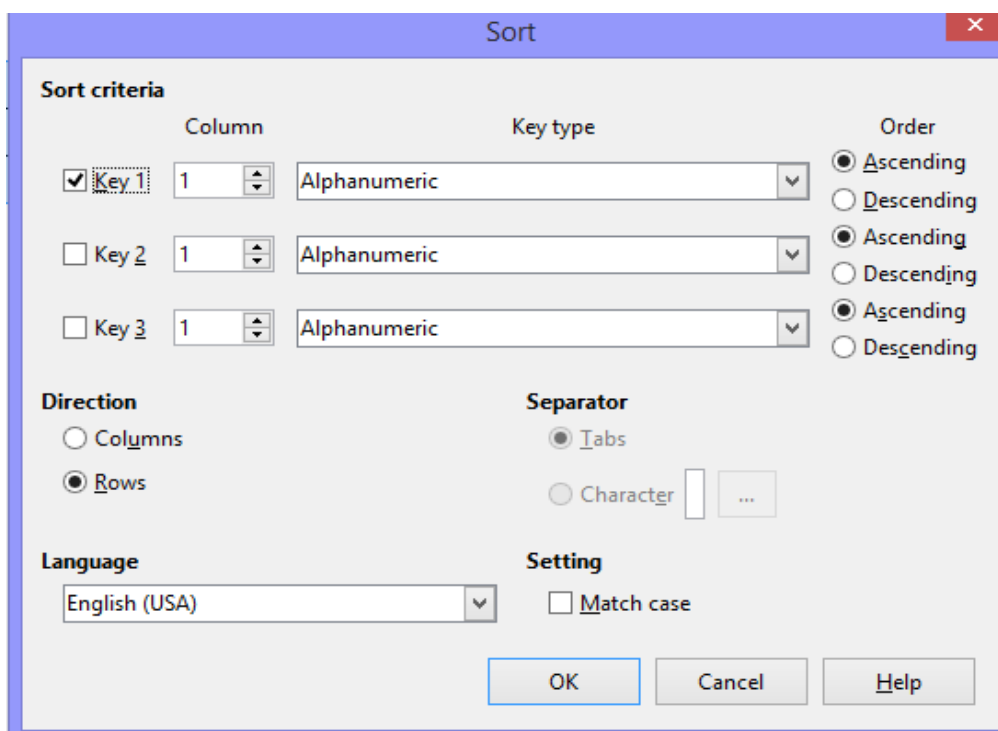 Sort
Sort criteria
Column Key type Order
Key 1 1 Alphanumeric Ascending
Descending
Key 2 1 Alphanumeric Ascending
Descending
Key 3 1 Alphanumeric Ascending
Descending
Direction Separator
Columns Tabs
Rows Character ...
Language Setting
English (USA) Match case
OK Cancel Help